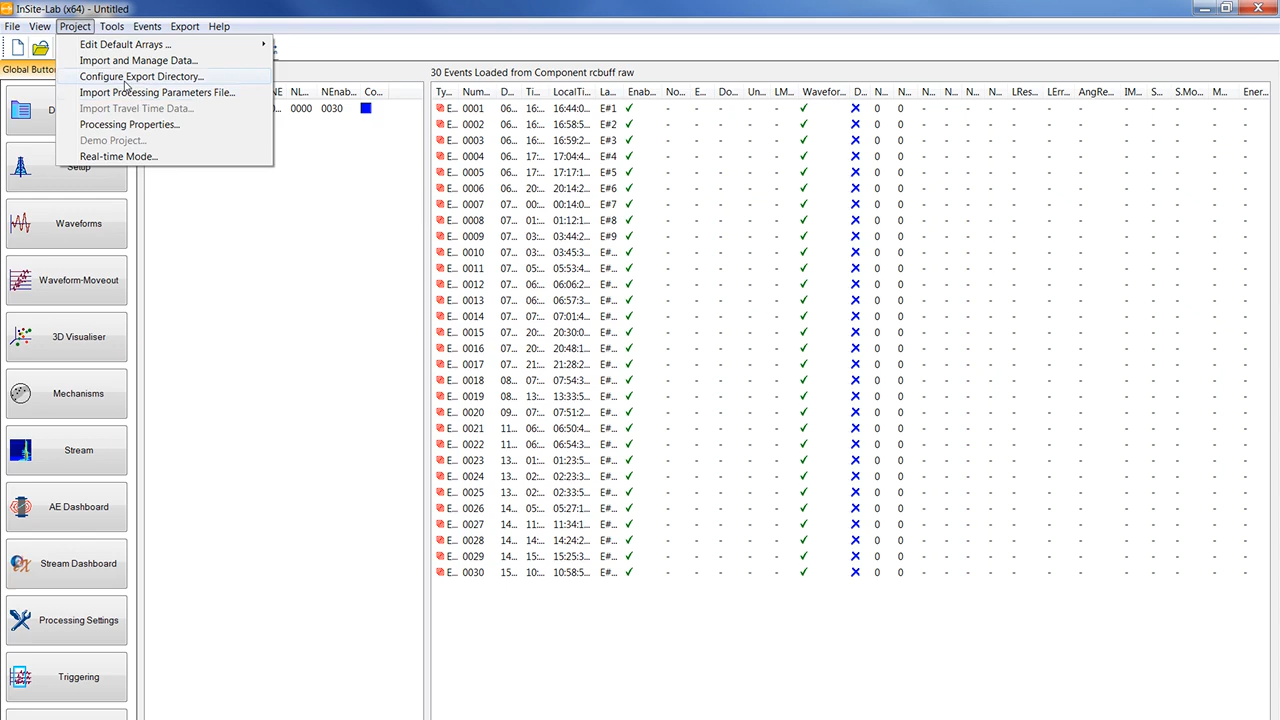 InSite-Lab (x64) - Untitled
File View Project Tools Events Export Help
Edit Default Arrays ...
Import and Manage Data...
Configure Export Directory...
Import Processing Parameters File...
Import Travel Time Data...
Processing Properties...
Demo Project...
Real-time Mode...
Global Butto
D
Setup
Waveforms
Waveform-Moveout
3D Visualiser
Mechanisms
Stream
AE Dashboard
Stream Dashboard
Processing Settings
Triggering
NE NL... NEnab... Co...
0000 0030
30 Events Loaded from Component rcbuff raw
Ty... Num... D... Ti... LocalTi... La... Enab... No... E... Do... Un... LM... Wavefor... D... N... N... N... N... N... N... LRes... LErr... AngRe... IM... S... S.Mo... M... Ener...
E... 0001 06... 16:... 16:44:0... E#1 ✓ - - - - - ✓ ✕ 0 0 - - - - - - - - - - - -
E... 0002 06... 16:... 16:58:5... E#2 ✓ - - - - - ✓ ✕ 0 0 - - - - - - - - - - - -
E... 0003 06... 16:... 16:59:2... E#3 ✓ - - - - - ✓ ✕ 0 0 - - - - - - - - - - - -
E... 0004 06... 17:... 17:04:4... E#4 ✓ - - - - - ✓ ✕ 0 0 - - - - - - - - - - - -
E... 0005 06... 17:... 17:17:1... E#5 ✓ - - - - - ✓ ✕ 0 0 - - - - - - - - - - - -
E... 0006 06... 20:... 20:14:2... E#6 ✓ - - - - - ✓ ✕ 0 0 - - - - - - - - - - - -
E... 0007 07... 00:... 00:14:0... E#7 ✓ - - - - - ✓ ✕ 0 0 - - - - - - - - - - - -
E... 0008 07... 01:... 01:12:1... E#8 ✓ - - - - - ✓ ✕ 0 0 - - - - - - - - - - - -
E... 0009 07... 03:... 03:44:2... E#9 ✓ - - - - - ✓ ✕ 0 0 - - - - - - - - - - - -
E... 0010 07... 03:... 03:45:3... E#... ✓ - - - - - ✓ ✕ 0 0 - - - - - - - - - - - -
E... 0011 07... 05:... 05:53:4... E#... ✓ - - - - - ✓ ✕ 0 0 - - - - - - - - - - - -
E... 0012 07... 06:... 06:06:2... E#... ✓ - - - - - ✓ ✕ 0 0 - - - - - - - - - - - -
E... 0013 07... 06:... 06:57:3... E#... ✓ - - - - - ✓ ✕ 0 0 - - - - - - - - - - - -
E... 0014 07... 07:... 07:01:4... E#... ✓ - - - - - ✓ ✕ 0 0 - - - - - - - - - - - -
E... 0015 07... 20:... 20:30:0... E#... ✓ - - - - - ✓ ✕ 0 0 - - - - - - - - - - - -
E... 0016 07... 20:... 20:48:1... E#... ✓ - - - - - ✓ ✕ 0 0 - - - - - - - - - - - -
E... 0017 07... 21:... 21:28:2... E#... ✓ - - - - - ✓ ✕ 0 0 - - - - - - - - - - - -
E... 0018 08... 07:... 07:54:3... E#... ✓ - - - - - ✓ ✕ 0 0 - - - - - - - - - - - -
E... 0019 08... 13:... 13:33:5... E#... ✓ - - - - - ✓ ✕ 0 0 - - - - - - - - - - - -
E... 0020 09... 07:... 07:51:2... E#... ✓ - - - - - ✓ ✕ 0 0 - - - - - - - - - - - -
E... 0021 11... 06:... 06:50:4... E#... ✓ - - - - - ✓ ✕ 0 0 - - - - - - - - - - - -
E... 0022 11... 06:... 06:54:3... E#... ✓ - - - - - ✓ ✕ 0 0 - - - - - - - - - - - -
E... 0023 13... 01:... 01:23:5... E#... ✓ - - - - - ✓ ✕ 0 0 - - - - - - - - - - - -
E... 0024 13... 02:... 02:23:3... E#... ✓ - - - - - ✓ ✕ 0 0 - - - - - - - - - - - -
E... 0025 13... 02:... 02:33:5... E#... ✓ - - - - - ✓ ✕ 0 0 - - - - - - - - - - - -
E... 0026 14... 05:... 05:27:1... E#... ✓ - - - - - ✓ ✕ 0 0 - - - - - - - - - - - -
E... 0027 14... 11:... 11:34:1... E#... ✓ - - - - - ✓ ✕ 0 0 - - - - - - - - - - - -
E... 0028 14... 14:... 14:24:2... E#... ✓ - - - - - ✓ ✕ 0 0 - - - - - - - - - - - -
E... 0029 14... 15:... 15:25:3... E#... ✓ - - - - - ✓ ✕ 0 0 - - - - - - - - - - - -
E... 0030 15... 10:... 10:58:5... E#... ✓ - - - - - ✓ ✕ 0 0 - - - - - - - - - - - -